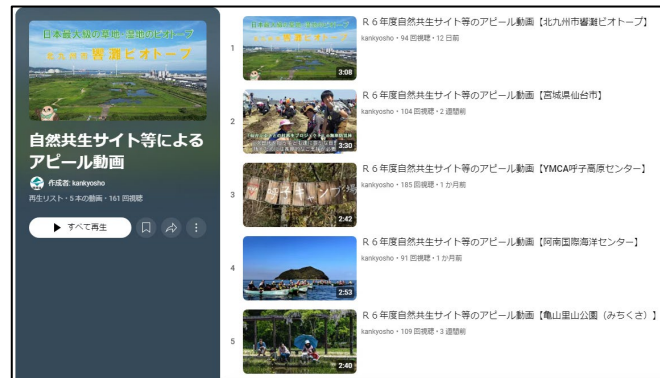 日本最大級の草地、湿地のビオトープ
北九州市響灘ビオトープ
自然共生サイト等による
アピール動画
作成者: kankyosho
再生リスト・5 本の動画・161 回視聴
すべて再生
1
3:08
R6年度自然共生サイト等のアピール動画【北九州市響灘ビオトープ】
kankyosho・94 回視聴・12 日前
2
3:30
R6年度自然共生サイト等のアピール動画【宮城県仙台市】
kankyosho・104 回視聴・2 週間前
3
2:42
R6年度自然共生サイト等のアピール動画【YMCA阿子高原センター】
kankyosho・185 回視聴・1 か月前
4
2:53
R6年度自然共生サイト等のアピール動画【阿南国際海洋センター】
kankyosho・91 回視聴・1 か月前
5
2:40
R6年度自然共生サイト等のアピール動画【亀山里山公園（みちくさ）】
kankyosho・109 回視聴・3 週間前